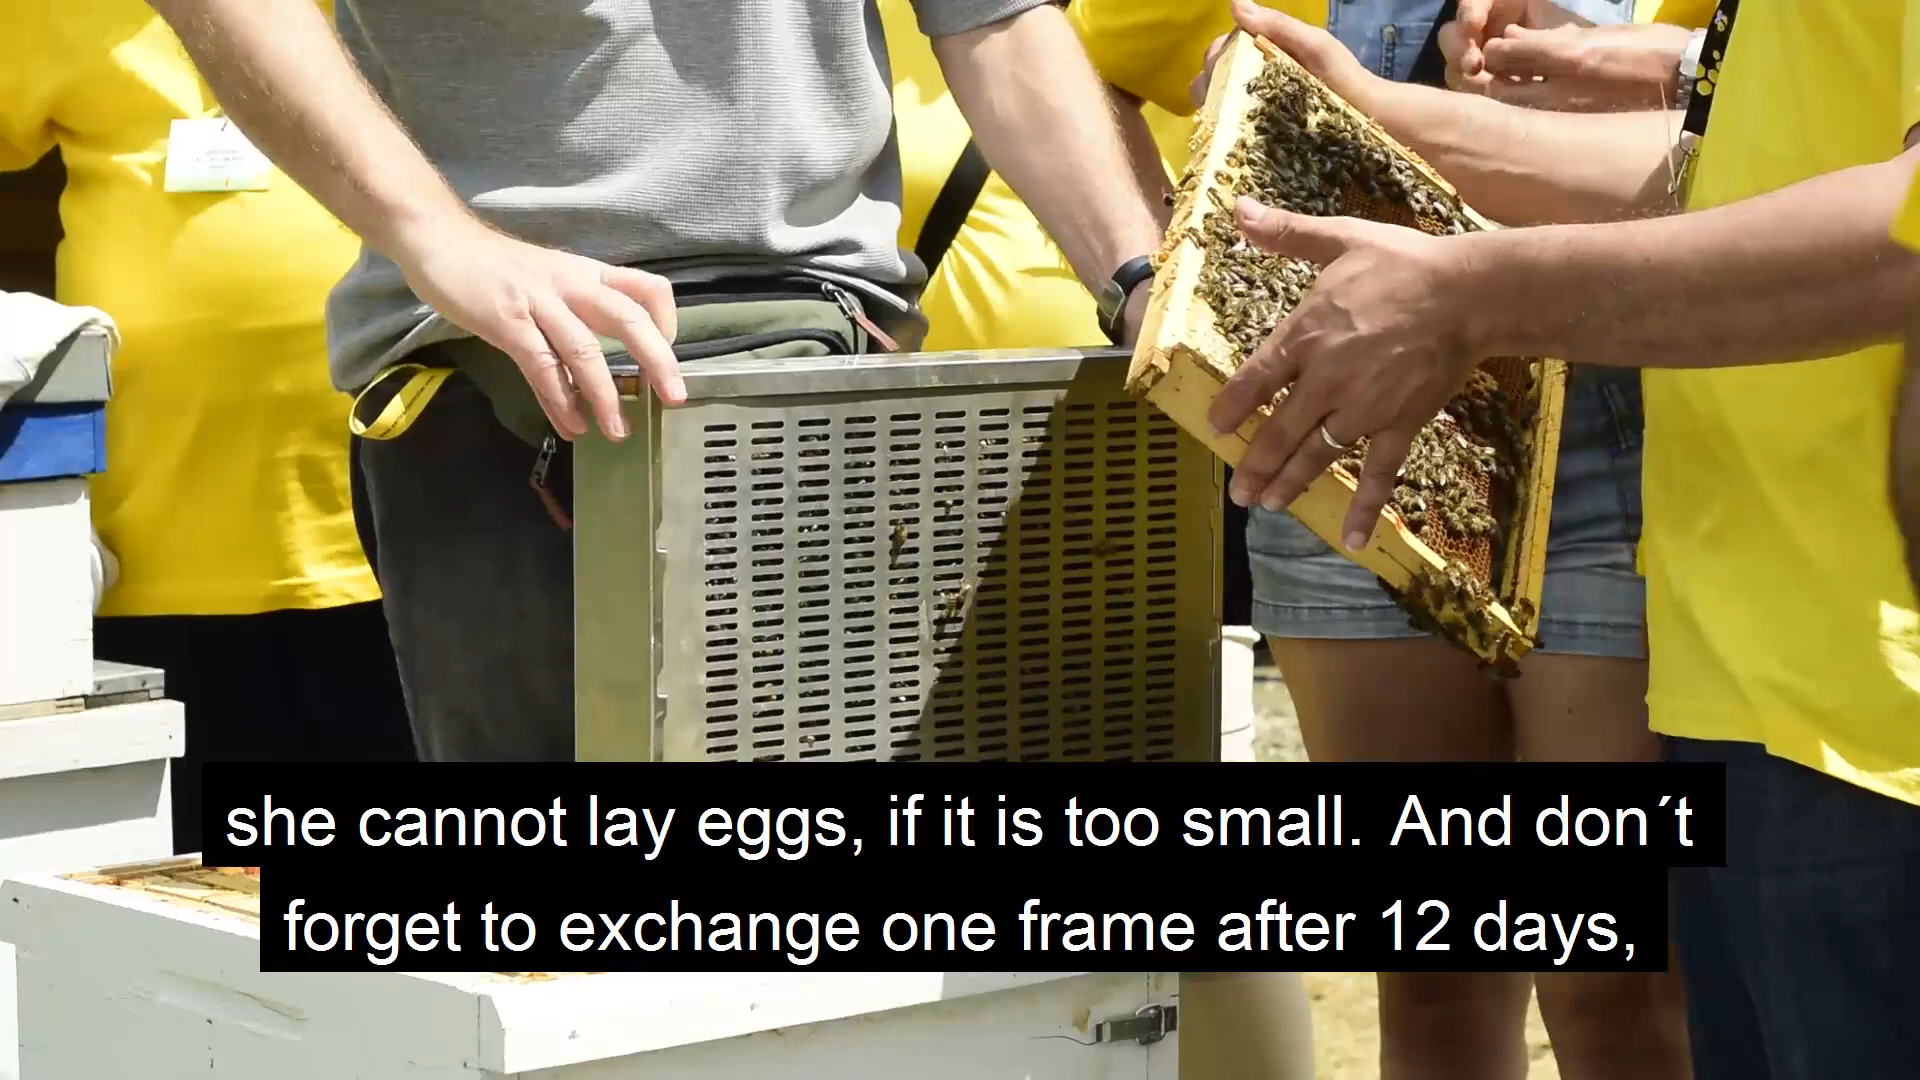 she cannot lay eggs, if it is too small. And don´t
forget to exchange one frame after 12 days,